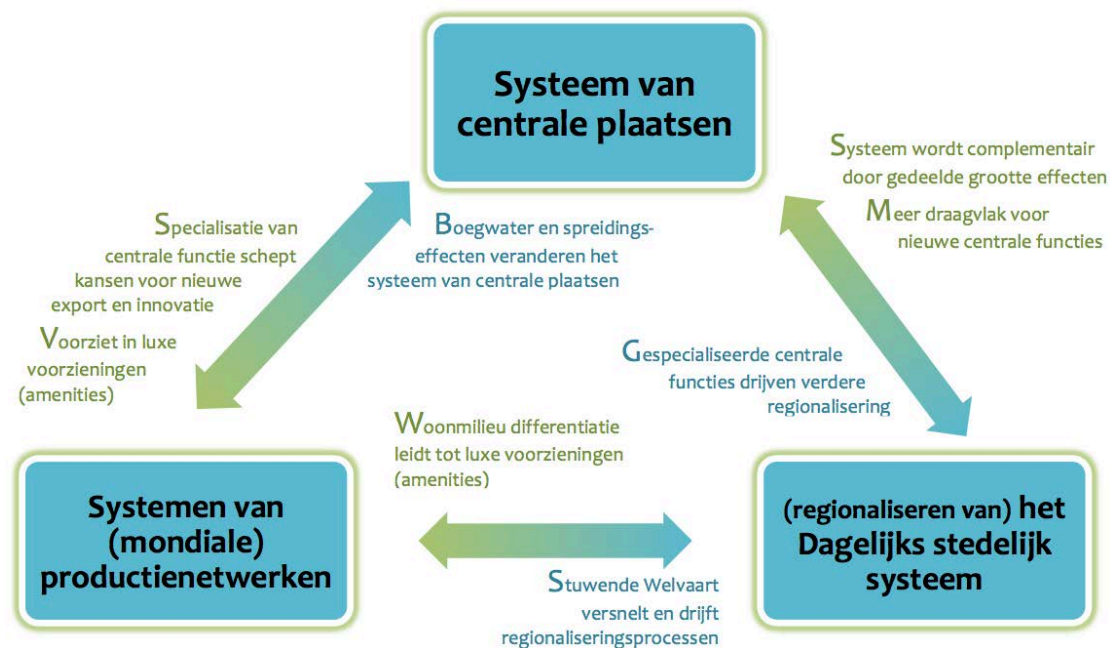 Systeem van
centrale plaatsen
Systeem wordt complementair
door gedeelde grootte effecten
Meer draagvlak voor
nieuwe centrale functies
Specialisatie van
centrale functie schept
kansen voor nieuwe
export en innovatie
Voorziet in luxe
voorzieningen
(amenities)
Boegwater en spreidings-
effecten veranderen het
systeem van centrale plaatsen
Gespecialiseerde centrale
functies drijven verdere
regionalisering
Woonmilieu differentiatie
leidt tot luxe voorzieningen
(amenities)
Systemen van
(mondiale)
productienetwerken
(regionaliseren van) het
Dagelijks stedelijk
systeem
Stuwende Welvaart
versnelt en drijft
regionaliseringsprocessen